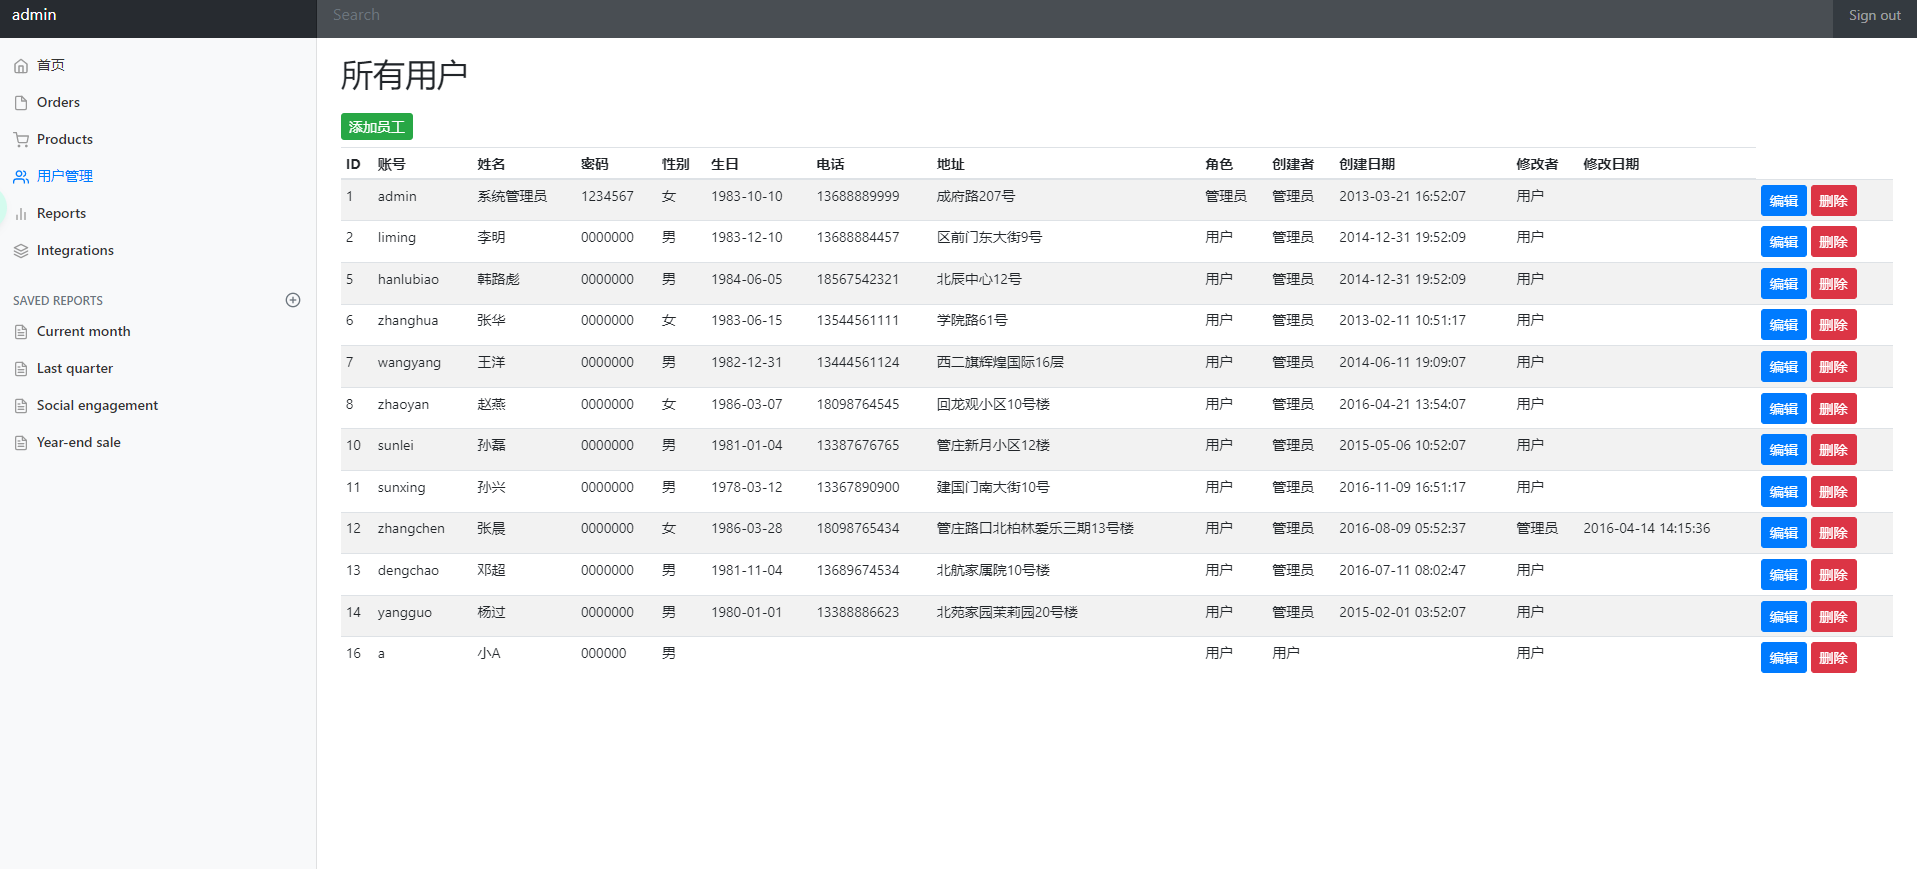 admin
Search
Sign out
首页
Orders
Products
用户管理
Reports
Integrations
SAVED REPORTS
Current month
Last quarter
Social engagement
Year-end sale
所有用户
添加员工
ID 账号 姓名 密码 性别 生日 电话 地址 角色 创建者 创建日期 修改者 修改日期
1 admin 系统管理员 1234567 女 1983-10-10 13688889999 成府路207号 管理员 管理员 2013-03-21 16:52:07 用户 编辑 删除
2 liming 李明 0000000 男 1983-12-10 13688884457 区前门东大街9号 用户 管理员 2014-12-31 19:52:09 用户 编辑 删除
5 hanlubiao 韩路彪 0000000 男 1984-06-05 18567542321 北辰中心12号 用户 管理员 2014-12-31 19:52:09 用户 编辑 删除
6 zhanghua 张华 0000000 女 1983-06-15 13544561111 学院路61号 用户 管理员 2013-02-11 10:51:17 用户 编辑 删除
7 wangyang 王洋 0000000 男 1982-12-31 13444561124 西二旗辉煌国际16层 用户 管理员 2014-06-11 19:09:07 用户 编辑 删除
8 zhaoyan 赵燕 0000000 女 1986-03-07 18098764545 回龙观小区10号楼 用户 管理员 2016-04-21 13:54:07 用户 编辑 删除
10 sunlei 孙磊 0000000 男 1981-01-04 13387676765 管庄新月小区12楼 用户 管理员 2015-05-06 10:52:07 用户 编辑 删除
11 sunxing 孙兴 0000000 男 1978-03-12 13367890900 建国门南大街10号 用户 管理员 2016-11-09 16:51:17 用户 编辑 删除
12 zhangchen 张晨 0000000 女 1986-03-28 18098765434 管庄路口北柏林爱乐三期13号楼 用户 管理员 2016-08-09 05:52:37 管理员 2016-04-14 14:15:36 编辑 删除
13 dengchao 邓超 0000000 男 1981-11-04 13689674534 北航家属院10号楼 用户 管理员 2016-07-11 08:02:47 用户 编辑 删除
14 yangguo 杨过 0000000 男 1980-01-01 13388886623 北苑家园茉莉园20号楼 用户 管理员 2015-02-01 03:52:07 用户 编辑 删除
16 a 小A 000000 男 用户 用户 用户 编辑 删除